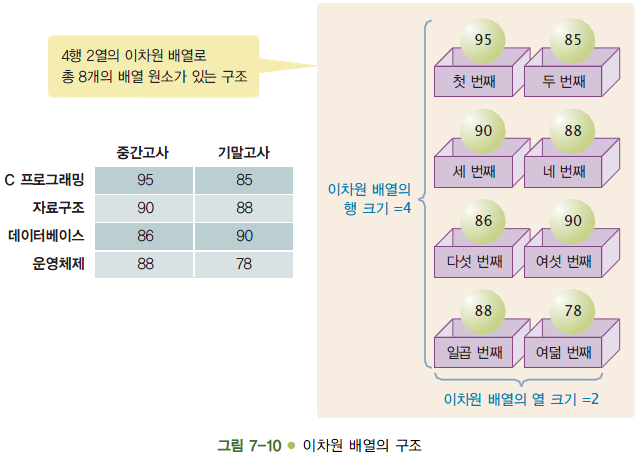 4행 2열의 이차원 배열로
총 8개의 배열 원소가 있는 구조
중간고사 기말고사
C 프로그래밍 95 85
자료구조 90 88
데이터베이스 86 90
운영체제 88 78
이차원 배열의
행 크기 =4
95 85
첫 번째 두 번째
90 88
세 번째 네 번째
86 90
다섯 번째 여섯 번째
88 78
일곱 번째 여덟 번째
이차원 배열의 열 크기 =2
그림 7-10 ● 이차원 배열의 구조